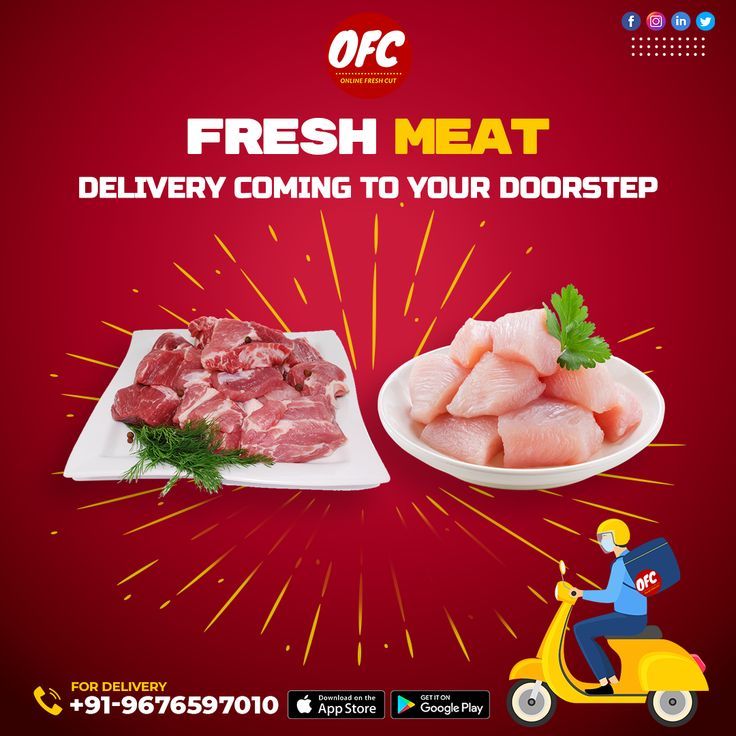 OFC
ONLINE FRESH CUT
FRESH MEAT
DELIVERY COMING TO YOUR DOORSTEP
OFC
FOR DELIVERY
+91-9676597010
Download on the
App Store
GET IT ON
Google Play